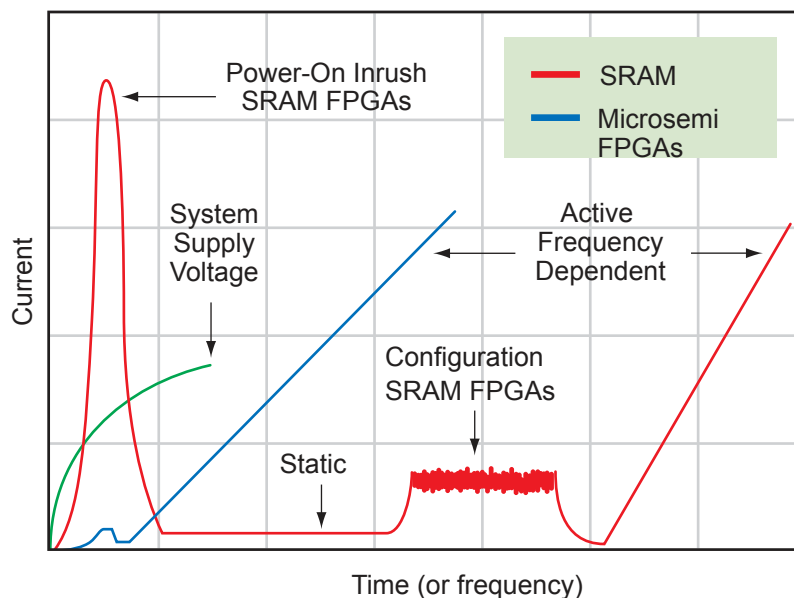 Power-On Inrush
SRAM FPGAs
SRAM
Microsemi
FPGAs
System
Supply
Voltage
Active
Frequency
Dependent
Current
Configuration
SRAM FPGAs
Static
Time (or frequency)